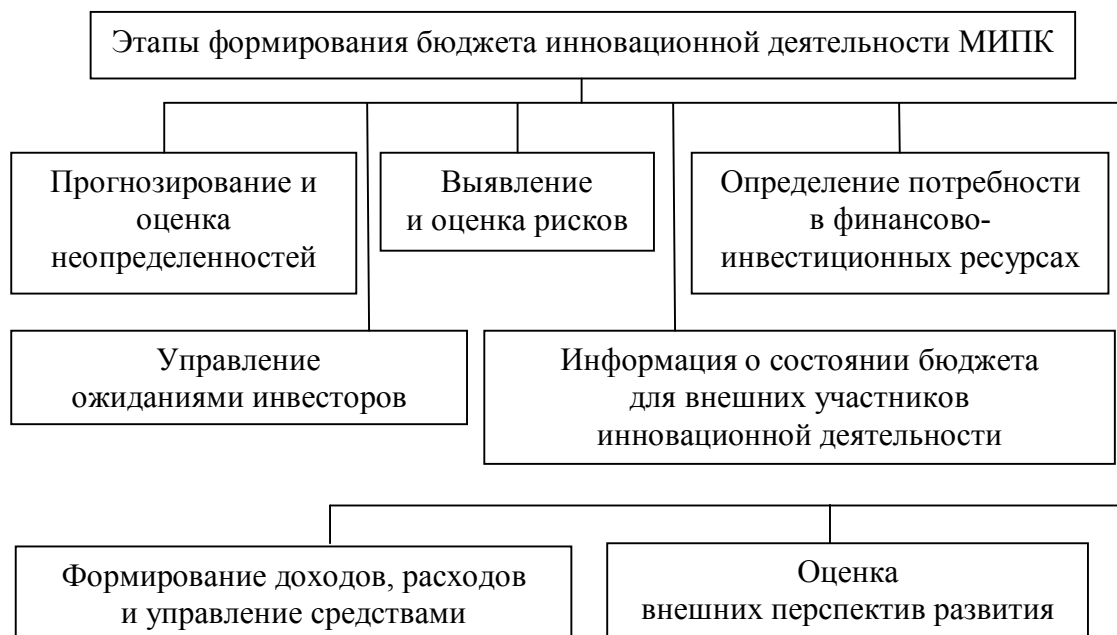 Этапы формирования бюджета инновационной деятельности МИПК
Прогнозирование и
оценка
неопределенностей
Выявление
и оценка рисков
Определение потребности
в финансово-
инвестиционных ресурсах
Управление
ожиданиями инвесторов
Информация о состоянии бюджета
для внешних участников
инновационной деятельности
Формирование доходов, расходов
и управление средствами
Оценка
внешних перспектив развития